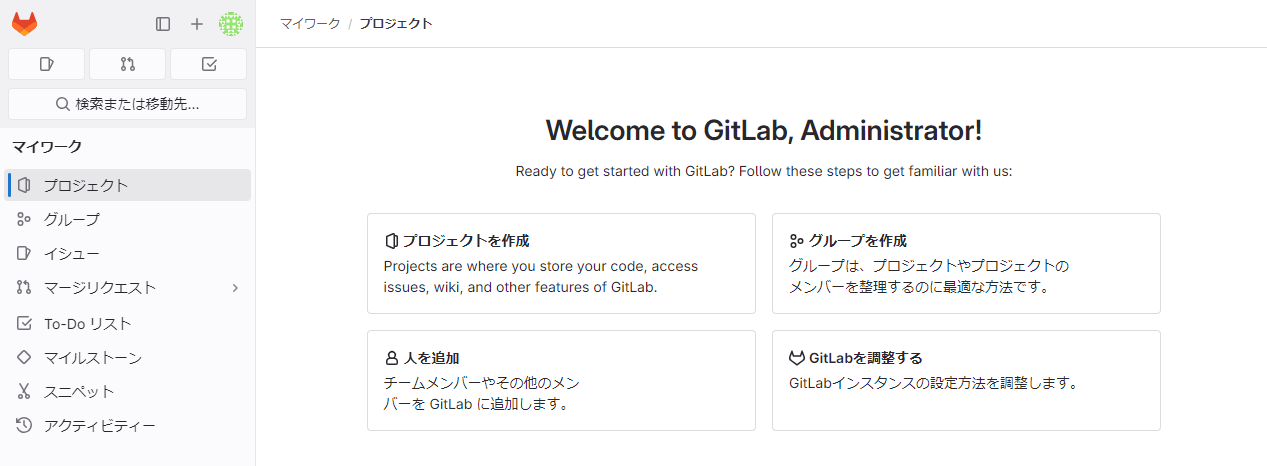 マイワーク / プロジェクト
検索または移動先...
マイワーク
プロジェクト
グループ
イシュー
マージリクエスト
To-Do リスト
マイルストーン
スニペット
アクティビティー
Welcome to GitLab, Administrator!
Ready to get started with GitLab? Follow these steps to get familiar with us:
プロジェクトを作成
Projects are where you store your code, access
issues, wiki, and other features of GitLab.
グループを作成
グループは、プロジェクトやプロジェクトの
メンバーを整理するのに最適な方法です。
人を追加
チームメンバーやその他のメン
バーを GitLab に追加します。
GitLabを調整する
GitLabインスタンスの設定方法を調整します。